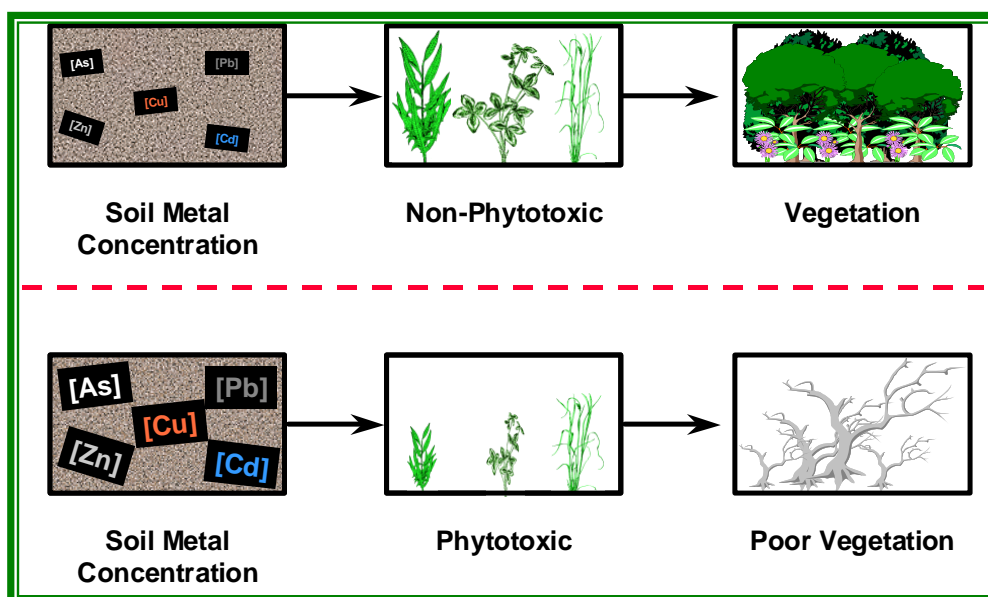 [As]
[Pb]
[Cu]
[Zn]
[Cd]
Soil Metal
Concentration
Non-Phytotoxic
Vegetation
[As]
[Pb]
[Cu]
[Zn]
[Cd]
Soil Metal
Concentration
Phytotoxic
Poor Vegetation